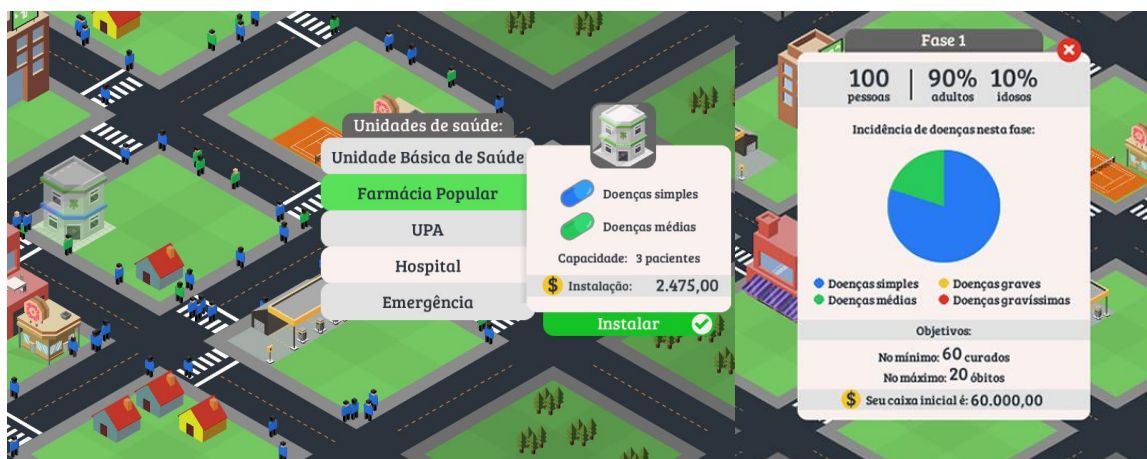 Unidades de saúde:
Unidade Básica de Saúde
Farmácia Popular
UPA
Hospital
Emergência
Doenças simples
Doenças médias
Capacidade: 3 pacientes
$ Instalação: 2.475,00
Instalar
Fase 1
100 pessoas | 90% adultos 10% idosos
Incidência de doenças nesta fase:
Doenças simples Doenças graves
Doenças médias Doenças gravíssimas
Objetivos:
No mínimo: 60 curados
No máximo: 20 óbitos
$ Seu caixa inicial é: 60.000,00